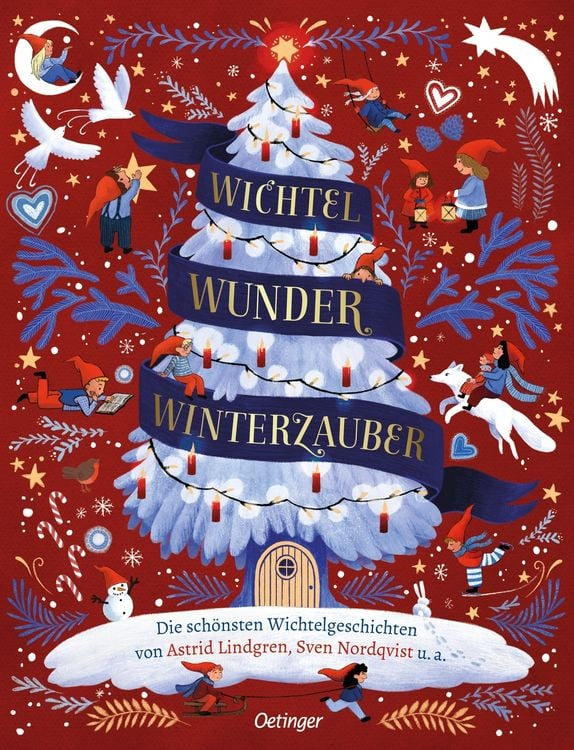 WICHTEL
WUNDER
WINTERZAUBER
Die schönsten Wichtelgeschichten
von Astrid Lindgren, Sven Nordqvist u. a.
Oetinger